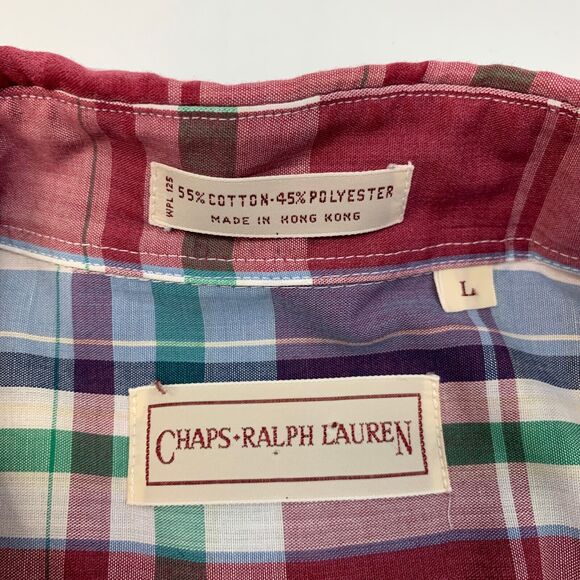 WPL 125
55% COTTON-45% POLYESTER
MADE IN HONG KONG
L
CHAPS•RALPH LAUREN